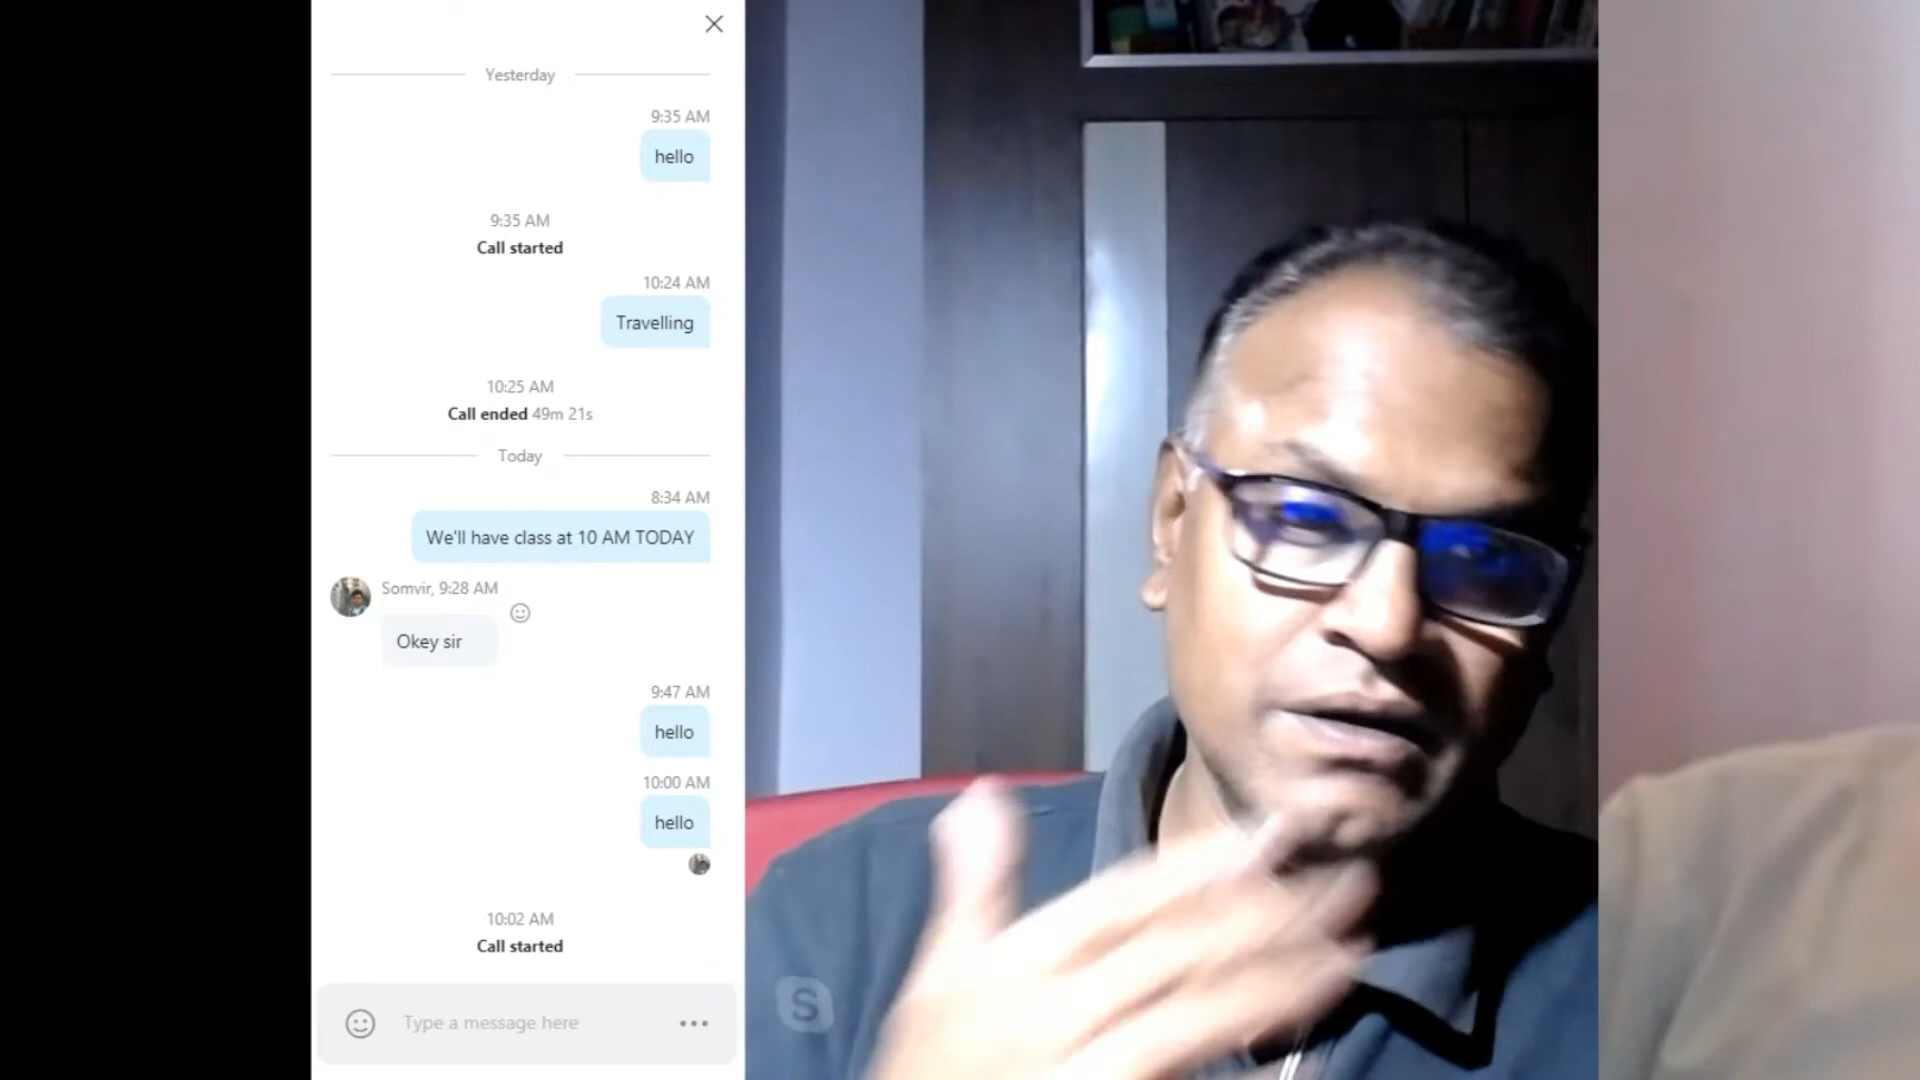 Yesterday
9:35 AM
hello
9:35 AM
Call started
10:24 AM
Travelling
10:25 AM
Call ended 49m 21s
Today
8:34 AM
We'll have class at 10 AM TODAY
Somvir, 9:28 AM
Okey sir
9:47 AM
hello
10:00 AM
hello
10:02 AM
Call started
Type a message here
S